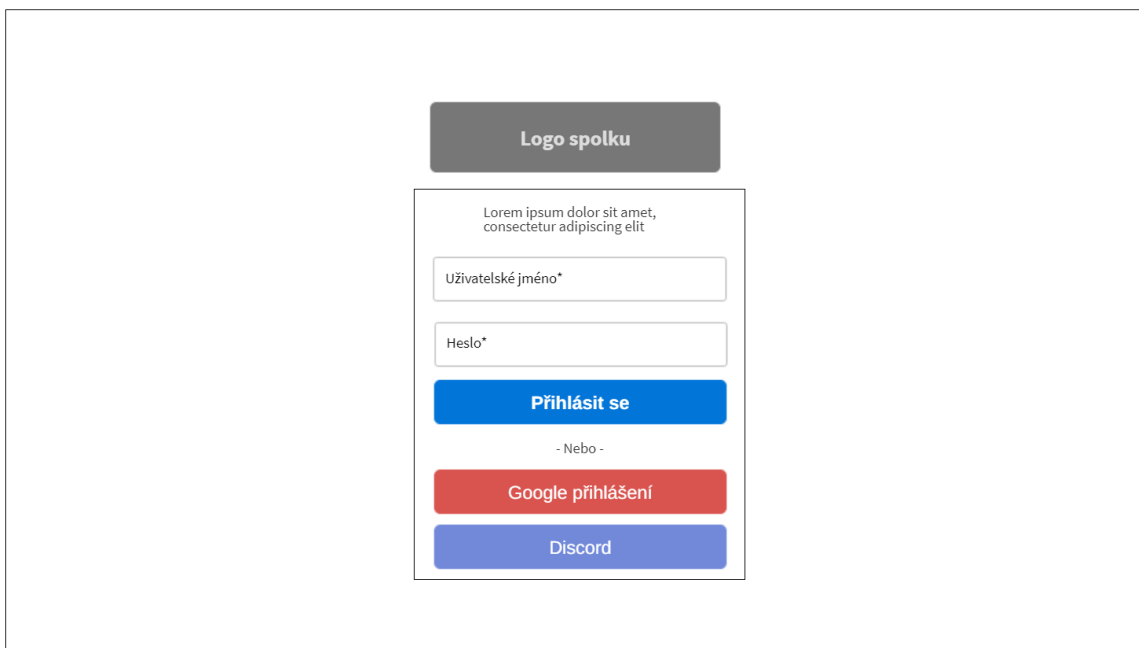 Logo spolku
Lorem ipsum dolor sit amet,
consectetur adipiscing elit
Uživatelské jméno*
Heslo*
Přihlásit se
- Nebo -
Google přihlášení
Discord